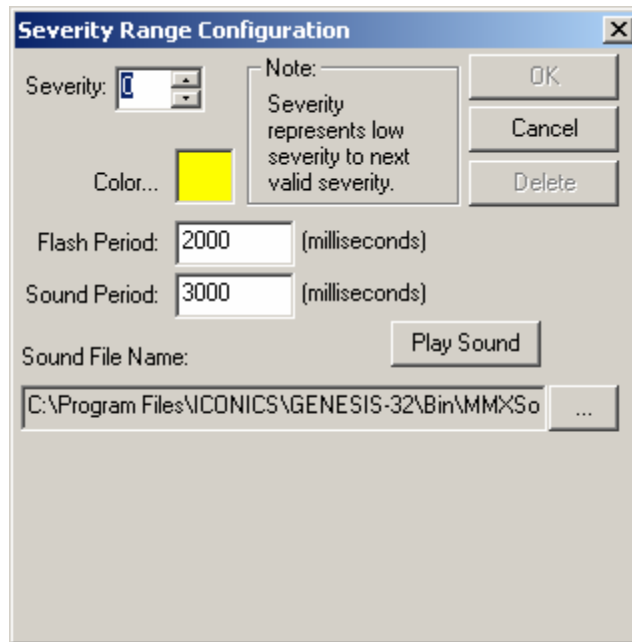 Severity Range Configuration
Severity: 0
Note:
Severity
represents low
severity to next
valid severity.
OK
Cancel
Delete
Color...
Flash Period: 2000 (milliseconds)
Sound Period: 3000 (milliseconds)
Play Sound
Sound File Name:
C:\Program Files\ICONICS\GENESIS-32\Bin\MMXSo ...